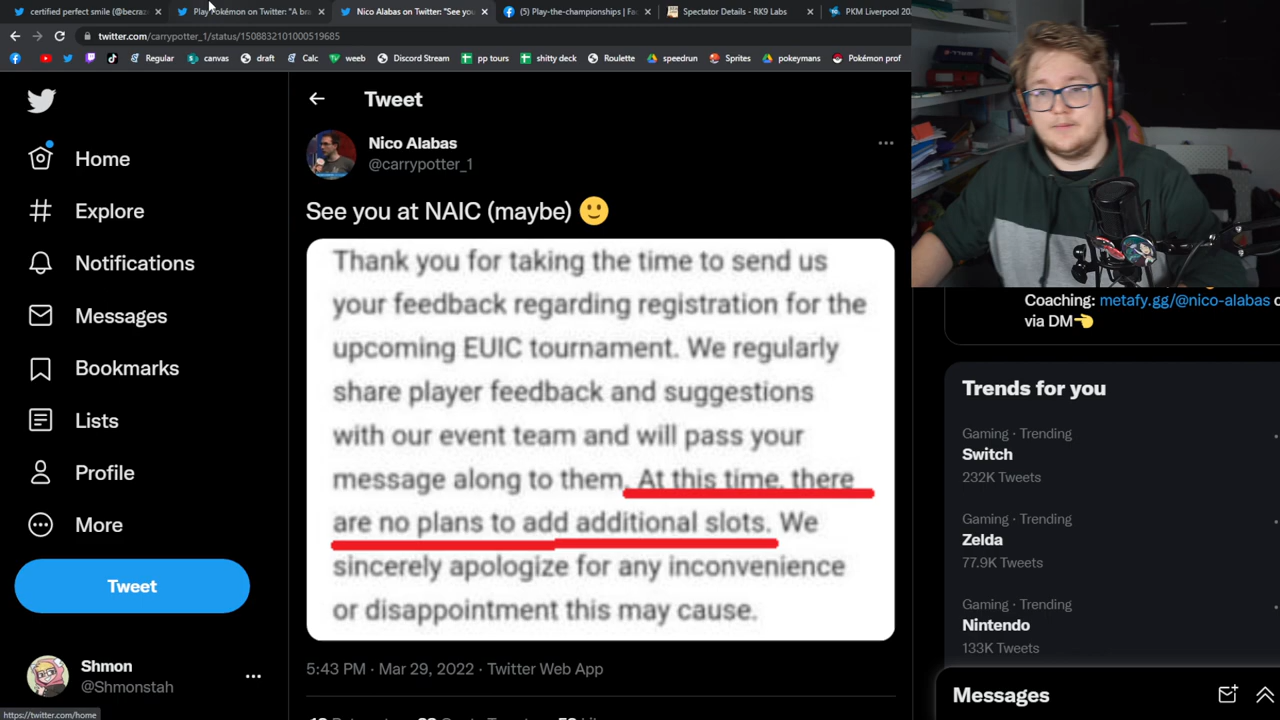 certified perfect smile (@becraz
Play Pokémon on Twitter: "A bra
Nico Alabas on Twitter: "See you
(5) Play-the-championships | Fac
Spectator Details - RK9 Labs
PKM Liverpool 202
twitter.com/carrypotter_1/status/1508832101000519685
Regular
canvas
draft
Calc
weeb
Discord Stream
pp tours
shitty deck
Roulette
speedrun
Sprites
pokeymans
Pokémon prof
Home
Explore
Notifications
Messages
Bookmarks
Lists
Profile
More
Tweet
Shmon
@Shmonstah
https://twitter.com/home
Tweet
Nico Alabas
@carrypotter_1
See you at NAIC (maybe) 🙂
Thank you for taking the time to send us
your feedback regarding registration for the
upcoming EUIC tournament. We regularly
share player feedback and suggestions
with our event team and will pass your
message along to them. At this time, there
are no plans to add additional slots. We
sincerely apologize for any inconvenience
or disappointment this may cause.
5:43 PM · Mar 29, 2022 · Twitter Web App
Coaching: metafy.gg/@nico-alabas
via DM👈
Trends for you
Gaming · Trending
Switch
232K Tweets
Gaming · Trending
Zelda
77.9K Tweets
Gaming · Trending
Nintendo
133K Tweets
Messages